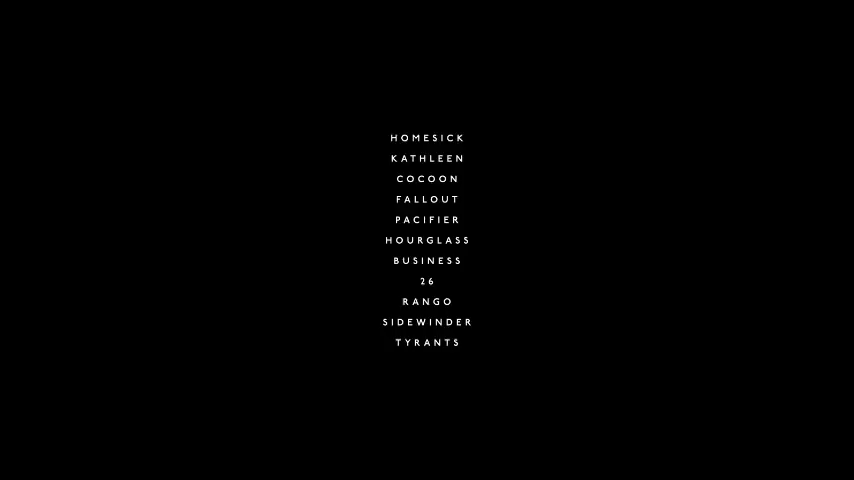 HOMESICK
KATHLEEN
COCOON
FALLOUT
PACIFIER
HOURGLASS
BUSINESS
26
RANGO
SIDEWINDER
TYRANTS